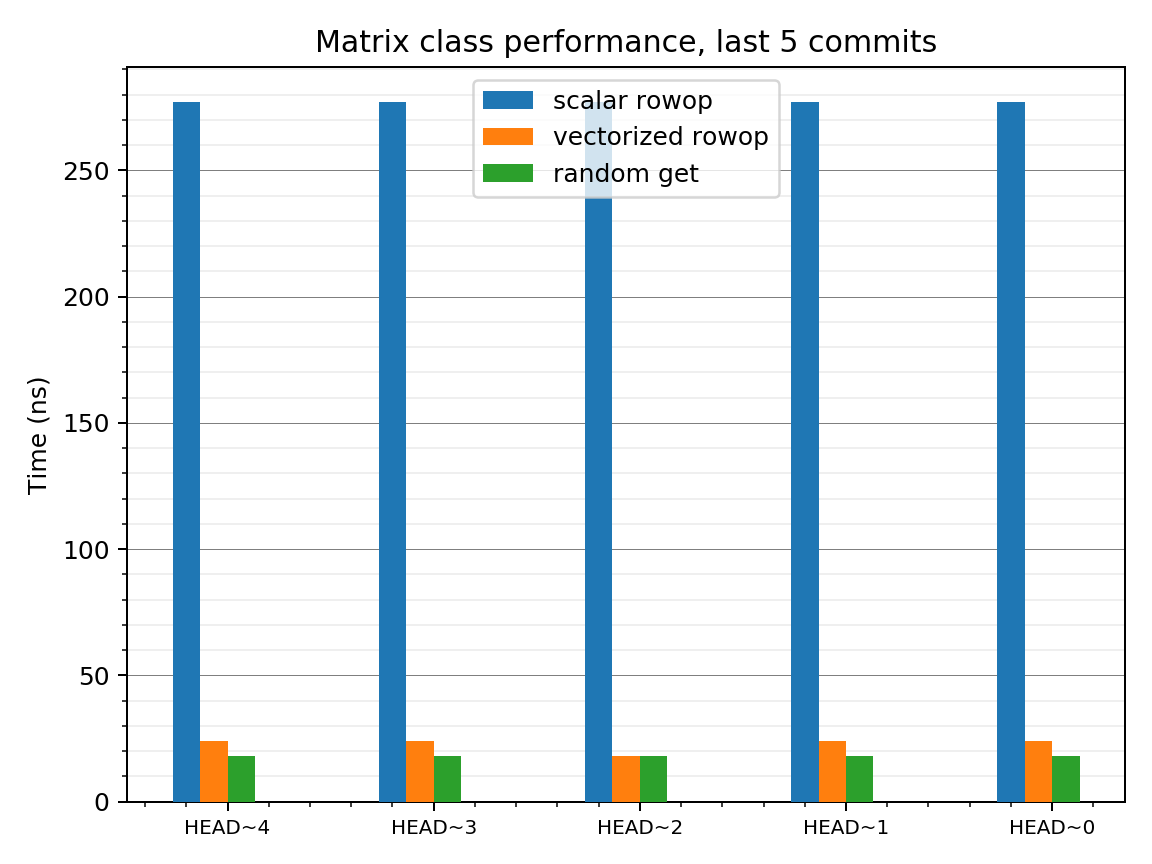 Matrix class performance, last 5 commits
scalar rowop
vectorized rowop
random get
Time (ns)
250
200
150
100
50
0
HEAD~4 HEAD~3 HEAD~2 HEAD~1 HEAD~0